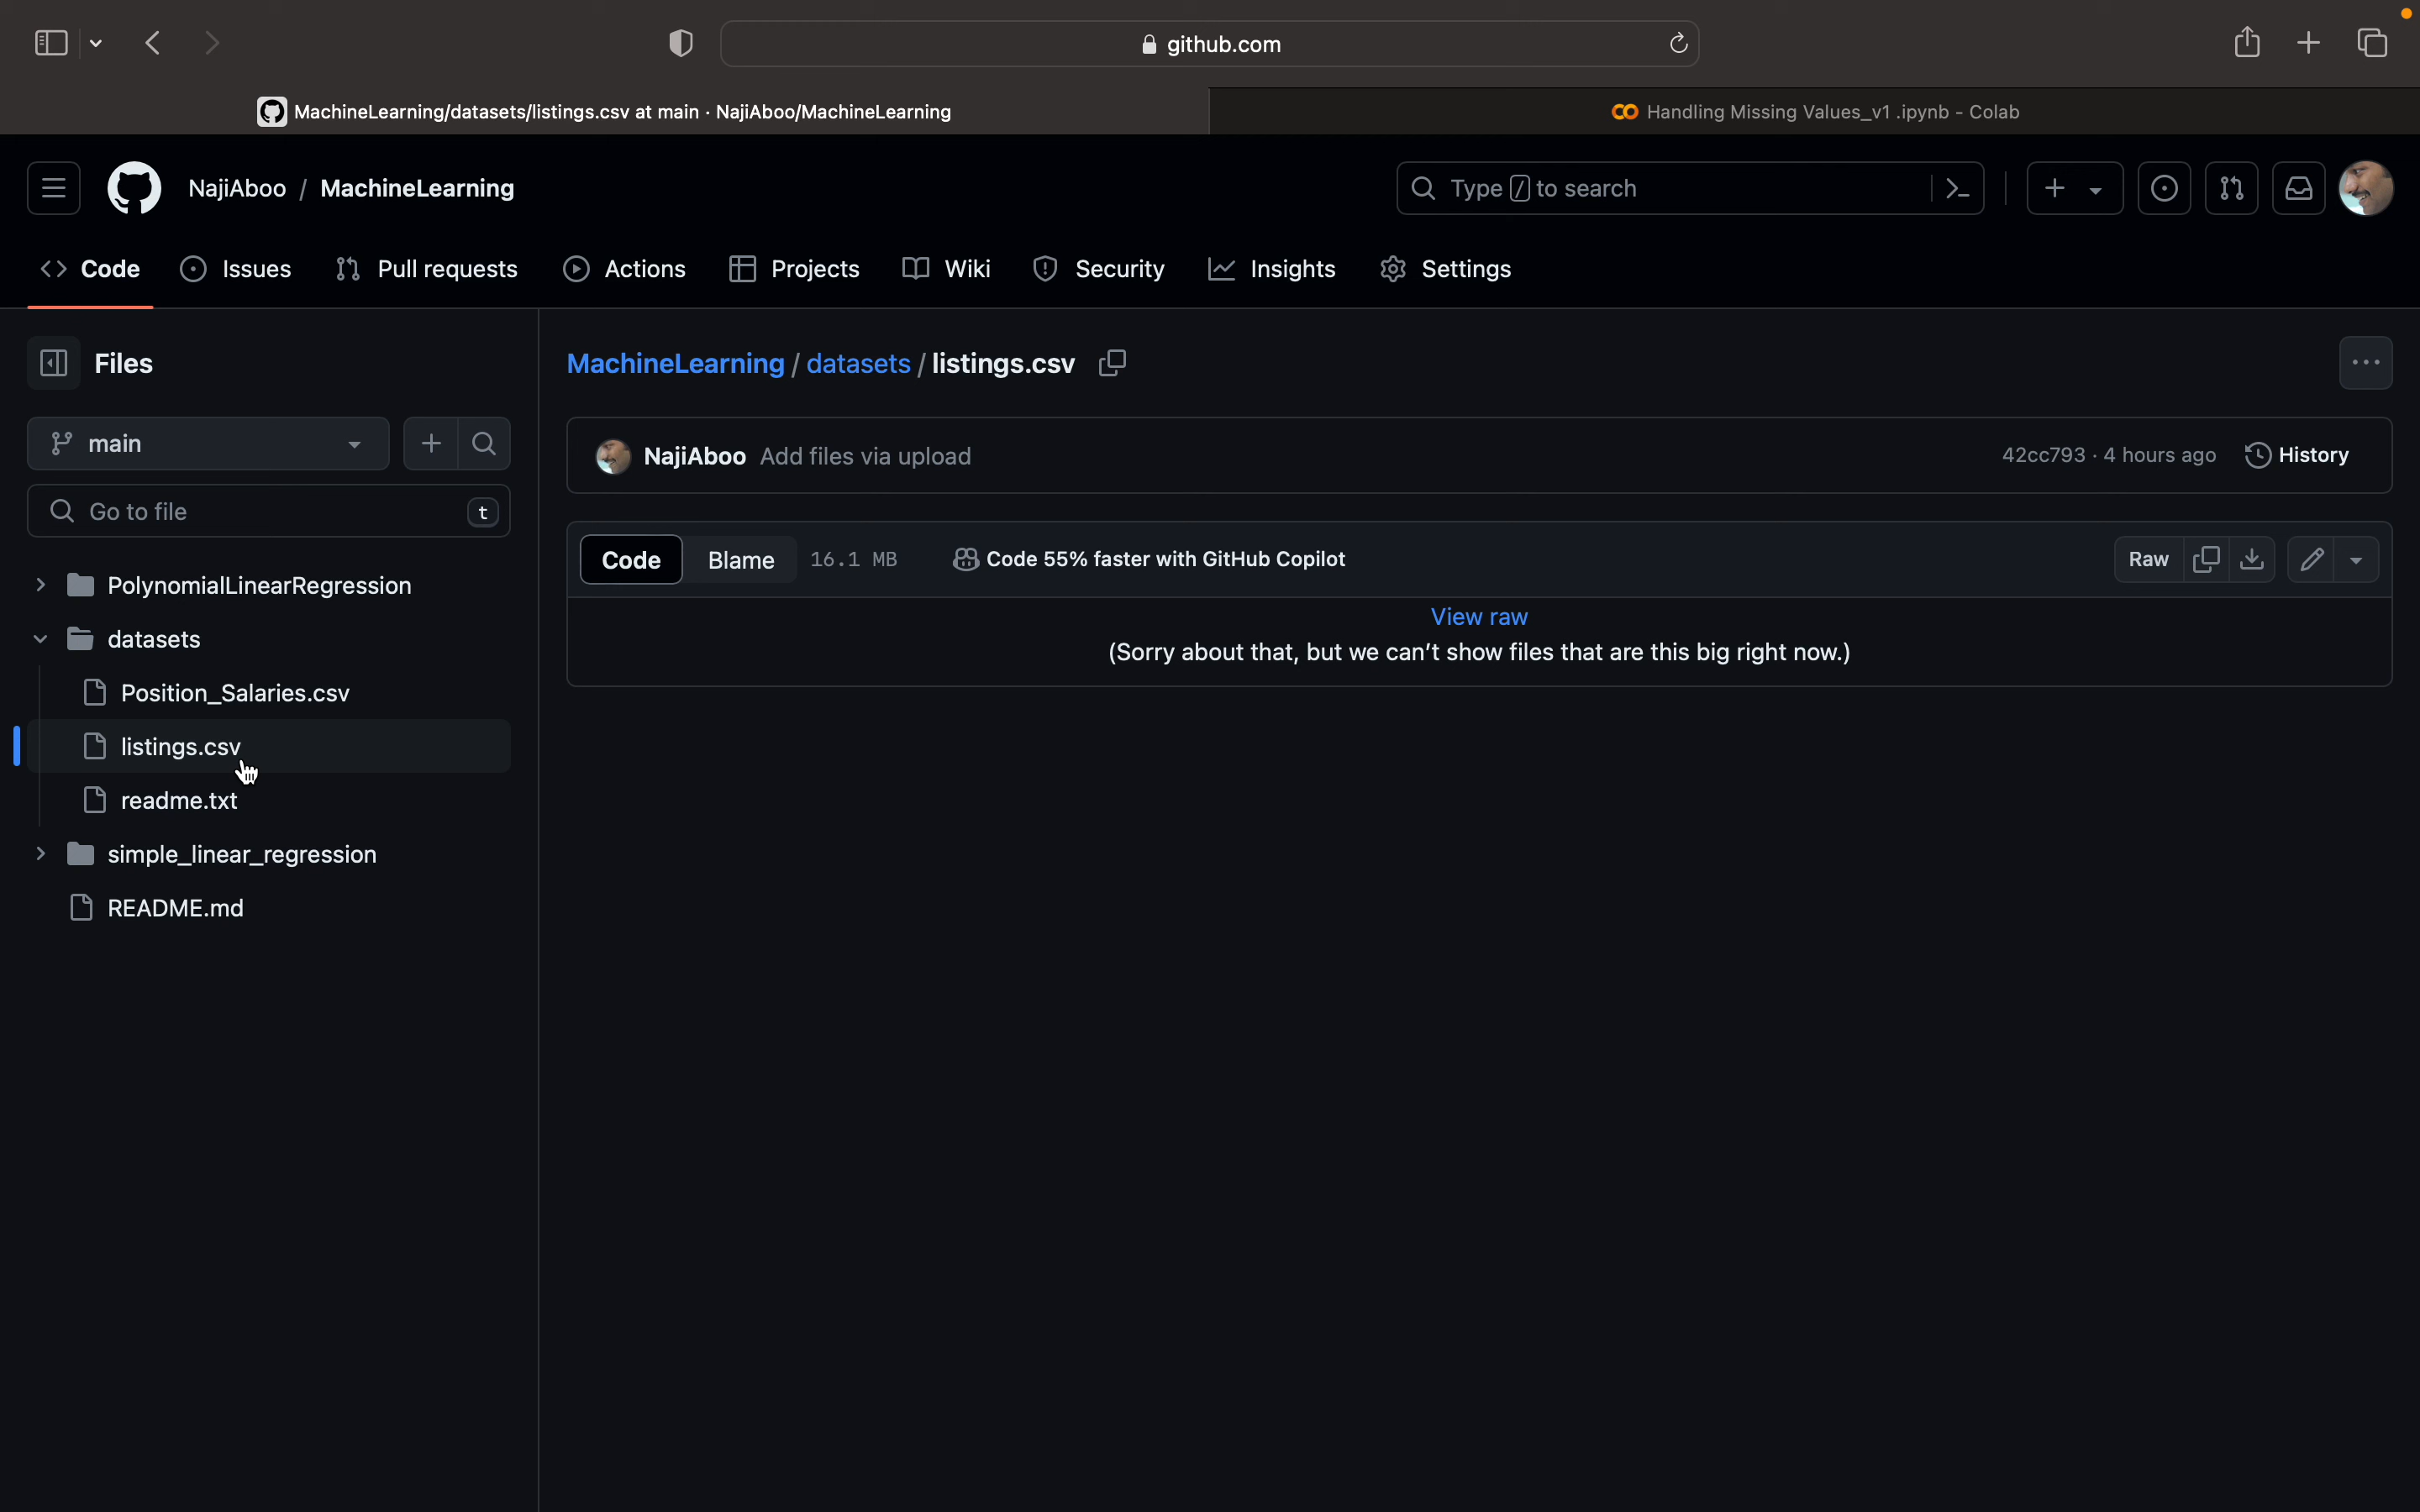 github.com
MachineLearning/datasets/listings.csv at main · NajiAboo/MachineLearning
Handling Missing Values_v1 .ipynb - Colab
NajiAboo / MachineLearning
Type / to search
Code
Issues
Pull requests
Actions
Projects
Wiki
Security
Insights
Settings
Files
main
Go to file
t
PolynomialLinearRegression
datasets
Position_Salaries.csv
listings.csv
readme.txt
simple_linear_regression
README.md
MachineLearning / datasets / listings.csv
NajiAboo Add files via upload
42cc793 · 4 hours ago
History
Code
Blame
16.1 MB
Code 55% faster with GitHub Copilot
Raw
View raw
(Sorry about that, but we can’t show files that are this big right now.)